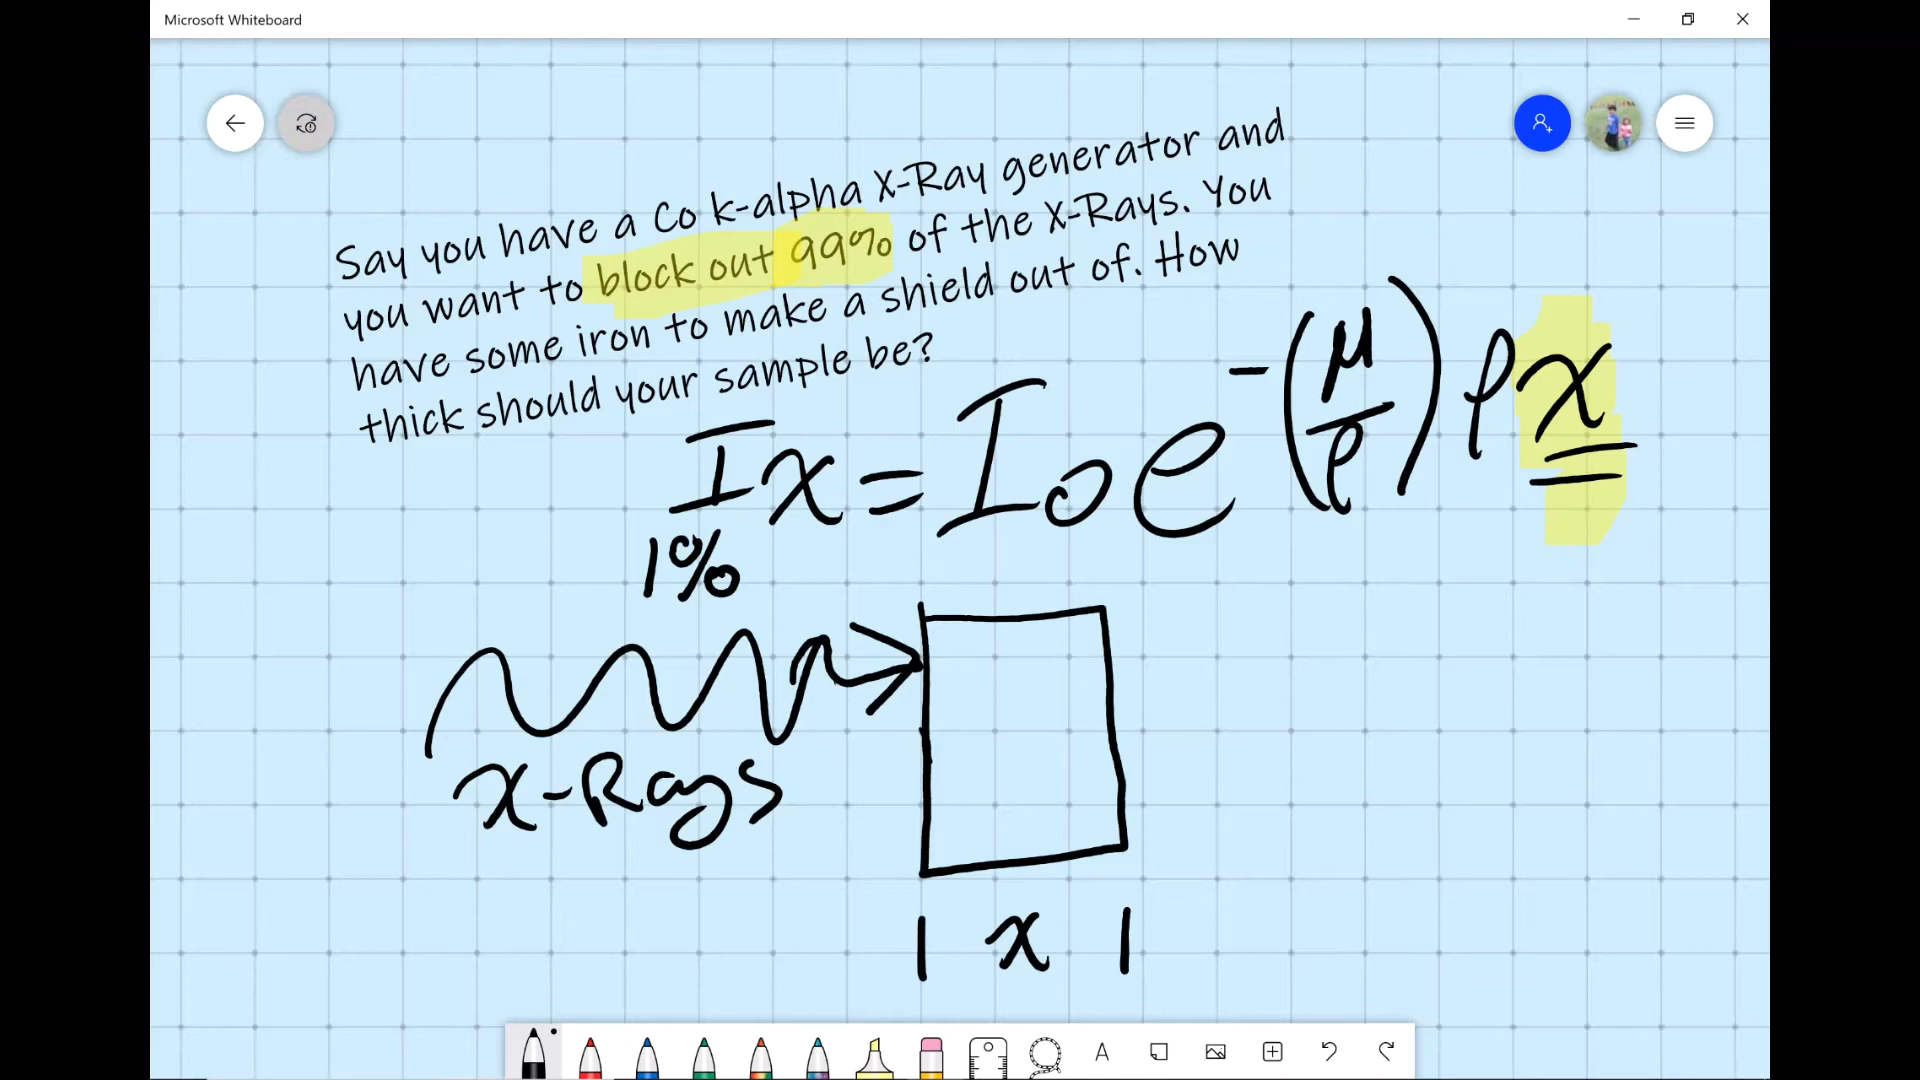 Microsoft Whiteboard
Say you have a Co k-alpha X-Ray generator and
you want to block out 99% of the X-Rays. You
have some iron to make a shield out of. How
thick should your sample be?
Ix = I₀e^-(μ/ρ)ρx
1%
X-Rays
x
A